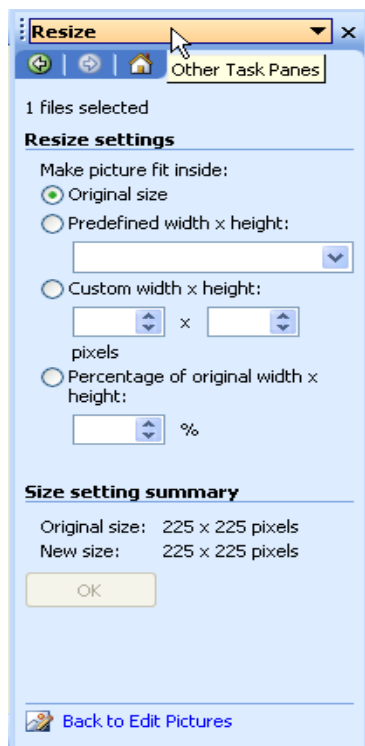 Resize
Other Task Panes
1 files selected
Resize settings
Make picture fit inside:
Original size
Predefined width x height:
Custom width x height:
x
pixels
Percentage of original width x
height:
%
Size setting summary
Original size: 225 x 225 pixels
New size: 225 x 225 pixels
OK
Back to Edit Pictures